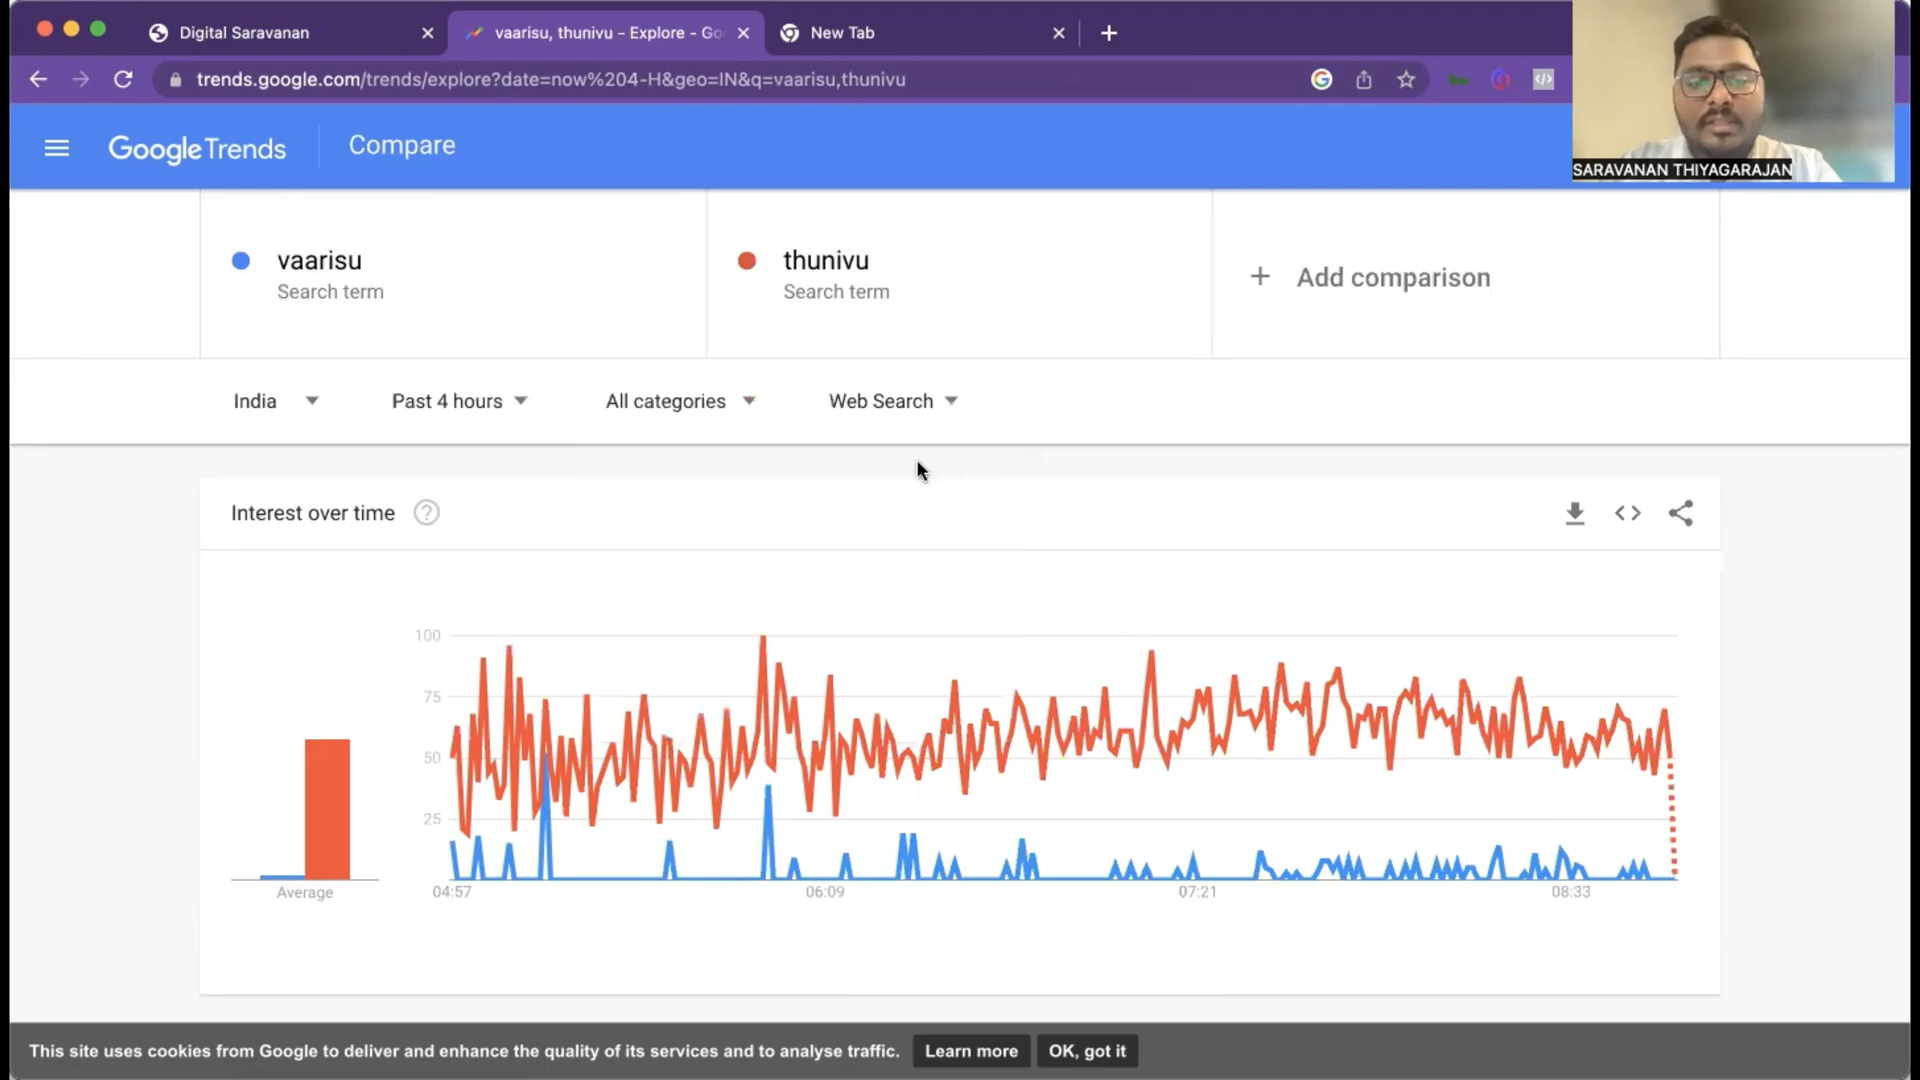 Digital Saravanan
vaarisu, thunivu – Explore – Go
New Tab
trends.google.com/trends/explore?date=now%204-H&geo=IN&q=vaarisu,thunivu
SARAVANAN THIYAGARAJAN
Google Trends
Compare
vaarisu
Search term
thunivu
Search term
+ Add comparison
India
Past 4 hours
All categories
Web Search
Interest over time
?
100
75
50
25
Average
04:57
06:09
07:21
08:33
This site uses cookies from Google to deliver and enhance the quality of its services and to analyse traffic.
Learn more
OK, got it